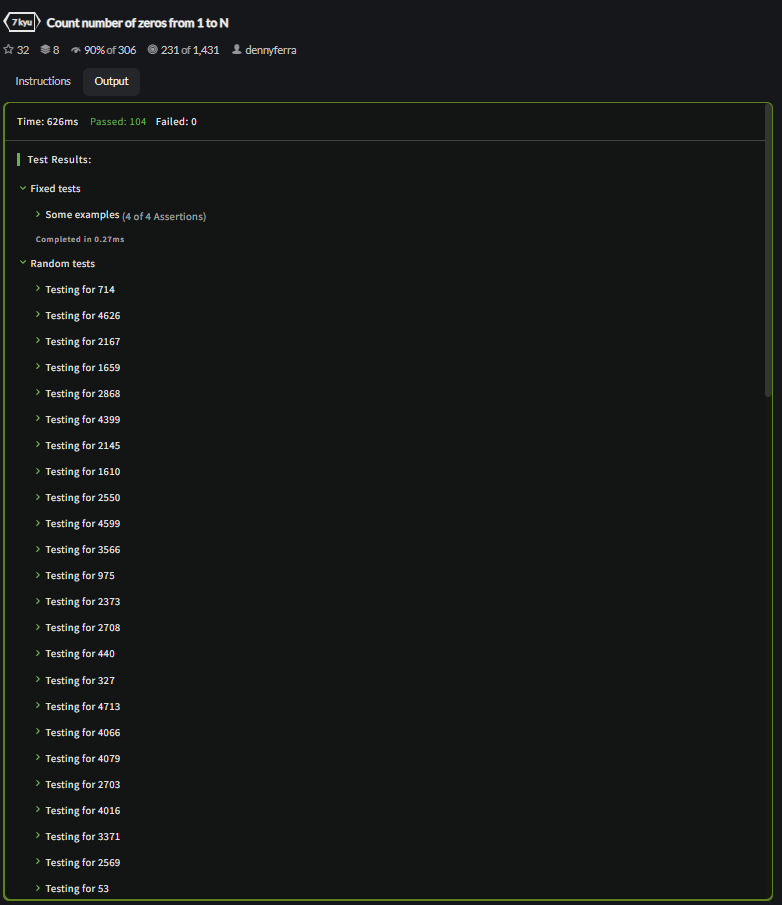 7 kyu Count number of zeros from 1 to N
32 8 90% of 306 231 of 1,431 dennyferra
Instructions Output
Time: 626ms Passed: 104 Failed: 0
Test Results:
Fixed tests
Some examples (4 of 4 Assertions)
Completed in 0.27ms
Random tests
Testing for 714
Testing for 4626
Testing for 2167
Testing for 1659
Testing for 2868
Testing for 4399
Testing for 2145
Testing for 1610
Testing for 2550
Testing for 4599
Testing for 3566
Testing for 975
Testing for 2373
Testing for 2708
Testing for 440
Testing for 327
Testing for 4713
Testing for 4066
Testing for 4079
Testing for 2703
Testing for 4016
Testing for 3371
Testing for 2569
Testing for 53